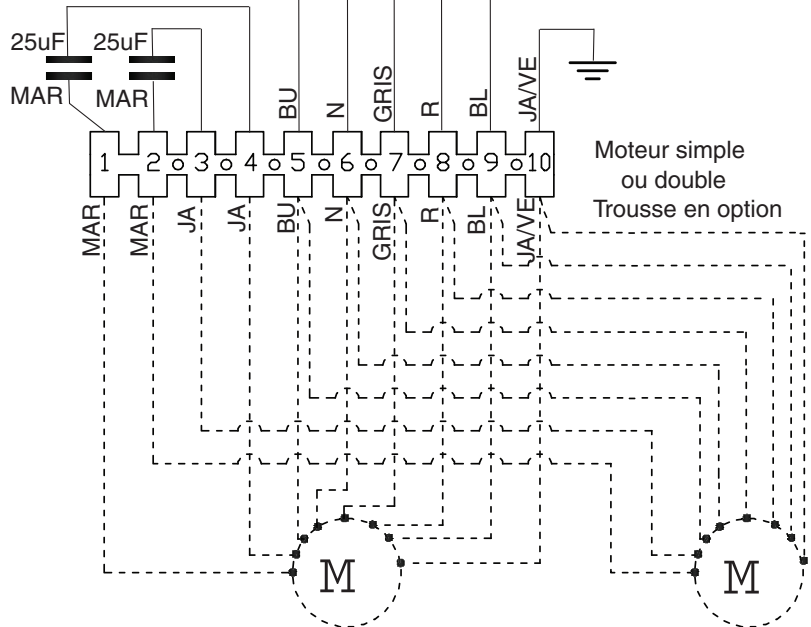 25uF 25uF
MAR MAR
BU N GRIS R BL JA/VE
1 2 3 4 5 6 7 8 9 10
MAR MAR JA JA BU N GRIS R BL JA/VE
Moteur simple
ou double
Trousse en option
M M